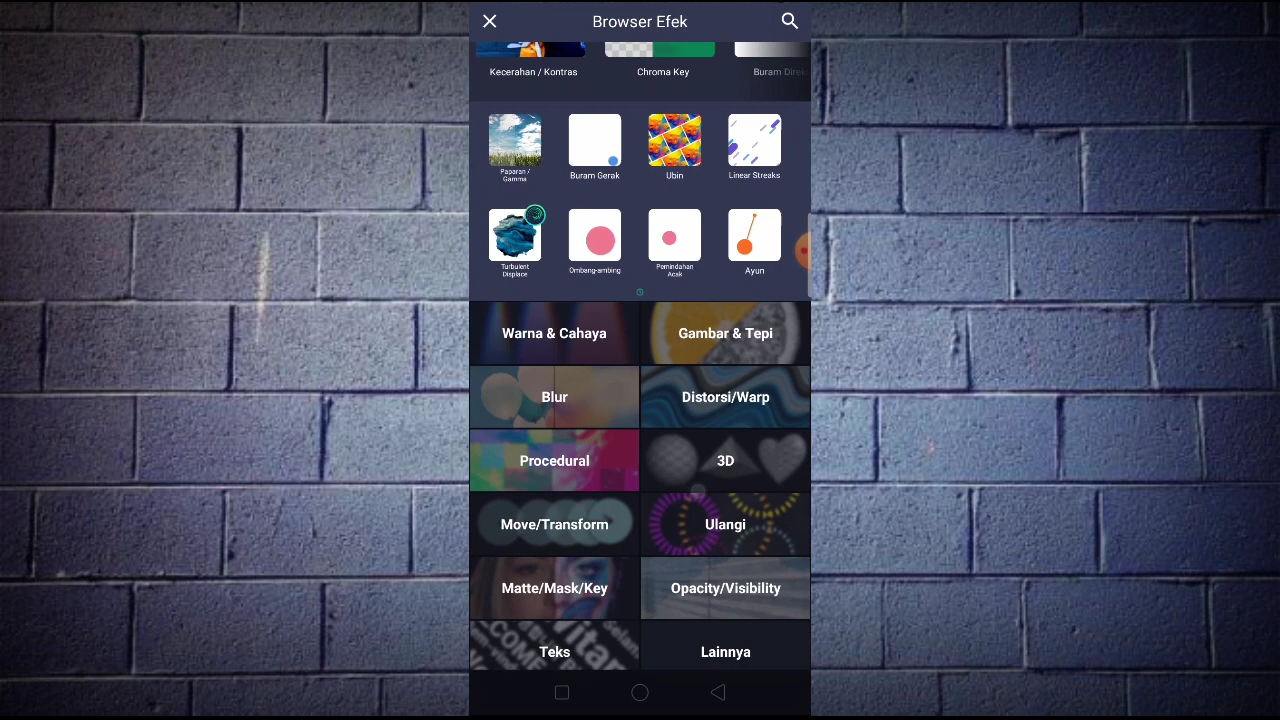 Browser Efek
Kecerahan / Kontras
Chroma Key
Buram
Paparan /
Gamma
Buram Gerak
Ubin
Linear Streaks
Turbulent
Displace
Ombang-ambing
Pemindahan
Acak
Ayun
Warna & Cahaya
Gambar & Tepi
Blur
Distorsi/Warp
Procedural
3D
Move/Transform
Ulangi
Matte/Mask/Key
Opacity/Visibility
Teks
Lainnya